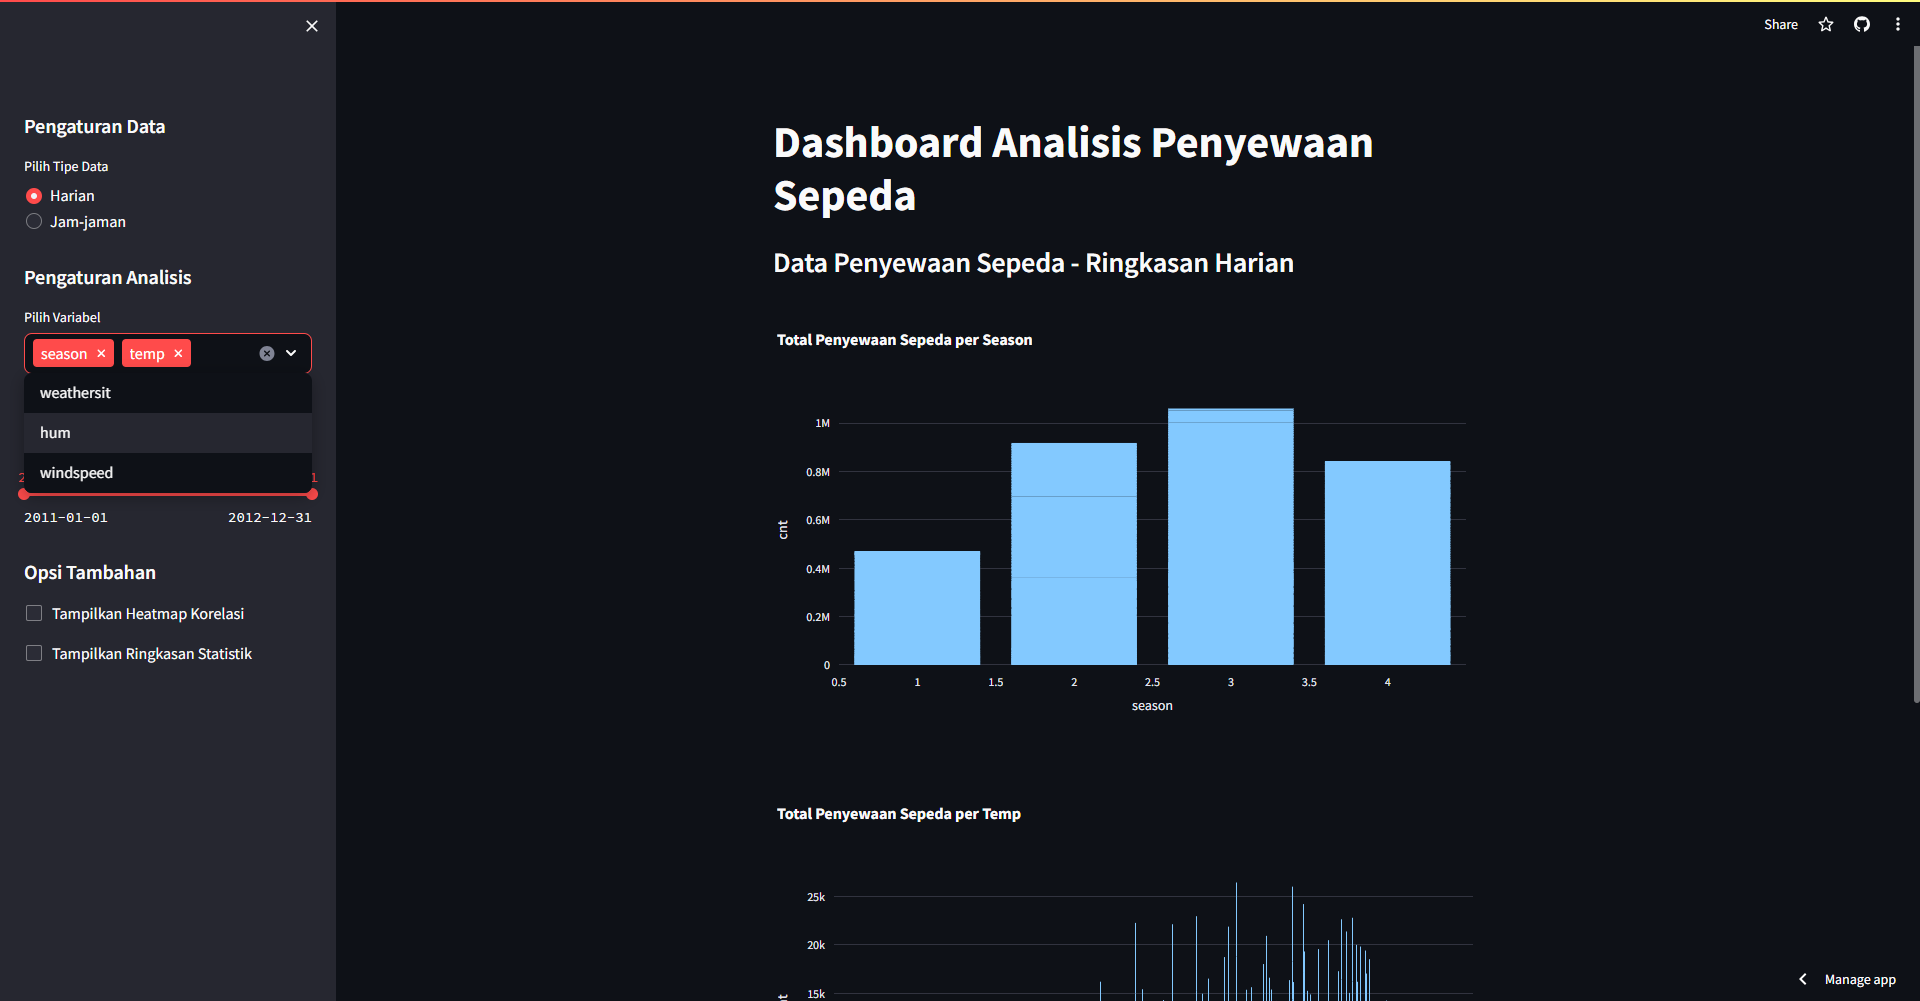 Share
Pengaturan Data
Pilih Tipe Data
Harian
Jam-jaman
Pengaturan Analisis
Pilih Variabel
season
temp
weathersit
hum
windspeed
2011-01-01 2012-12-31
Opsi Tambahan
Tampilkan Heatmap Korelasi
Tampilkan Ringkasan Statistik
Dashboard Analisis Penyewaan
Sepeda
Data Penyewaan Sepeda - Ringkasan Harian
Total Penyewaan Sepeda per Season
1M
0.8M
0.6M
0.4M
0.2M
0
cnt
0.5 1 1.5 2 2.5 3 3.5 4
season
Total Penyewaan Sepeda per Temp
25k
20k
15k
Manage app